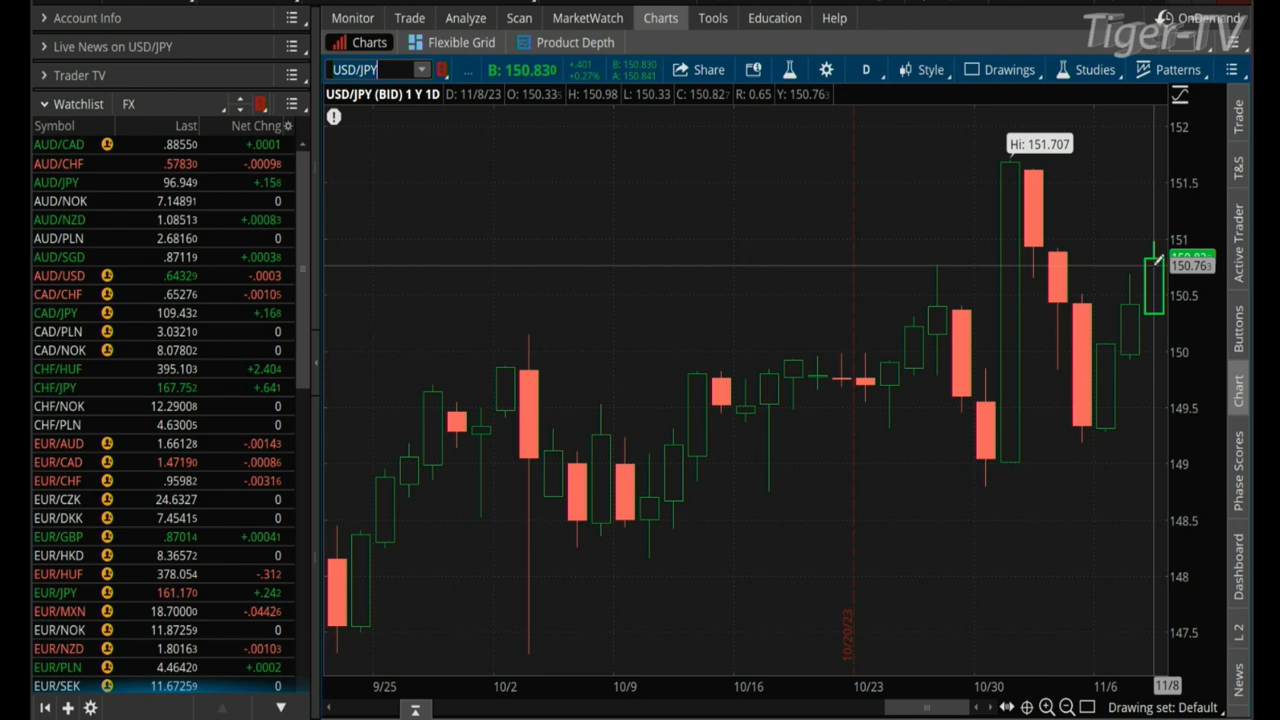 Account Info
Monitor Trade Analyze Scan MarketWatch Charts Tools Education Help
OnDemand
Tiger-TV
Live News on USD/JPY
Charts Flexible Grid Product Depth
Trader TV
USD/JPY
... B: 150.830 +.401 +0.27% B: 150.830 A: 150.841 Share D Style Drawings Studies Patterns
Watchlist FX
USD/JPY (BID) 1 Y 1D D: 11/8/23 O: 150.335 H: 150.98 L: 150.33 C: 150.827 R: 0.65 Y: 150.763
Symbol Last Net Chng
AUD/CAD .88550 +.0001
AUD/CHF .57830 -.00098
AUD/JPY 96.949 +.158
AUD/NOK 7.14891 0
AUD/NZD 1.08513 +.00083
AUD/PLN 2.68160 0
AUD/SGD .87119 +.00038
AUD/USD .64329 -.0003
CAD/CHF .65276 -.00105
CAD/JPY 109.432 +.168
CAD/PLN 3.03210 0
CAD/NOK 8.07802 0
CHF/HUF 395.103 +2.404
CHF/JPY 167.752 +.641
CHF/NOK 12.29008 0
CHF/PLN 4.63005 0
EUR/AUD 1.66128 -.00143
EUR/CAD 1.47190 -.00086
EUR/CHF .95982 -.00316
EUR/CZK 24.6327 0
EUR/DKK 7.45415 0
EUR/GBP .87014 +.00041
EUR/HKD 8.36572 0
EUR/HUF 378.054 -.312
EUR/JPY 161.170 +.242
EUR/MXN 18.70000 -.04426
EUR/NOK 11.87259 0
EUR/NZD 1.80163 -.00103
EUR/PLN 4.46420 +.0002
EUR/SEK 11.67259 0
Hi: 151.707
152
151.5
151
150.763
150.5
150
149.5
149
148.5
148
147.5
10/20/23
9/25 10/2 10/9 10/16 10/23 10/30 11/6 11/8
Drawing set: Default
Trade
T&S
Active Trader
Buttons
Chart
Phase Scores
Dashboard
L 2
News